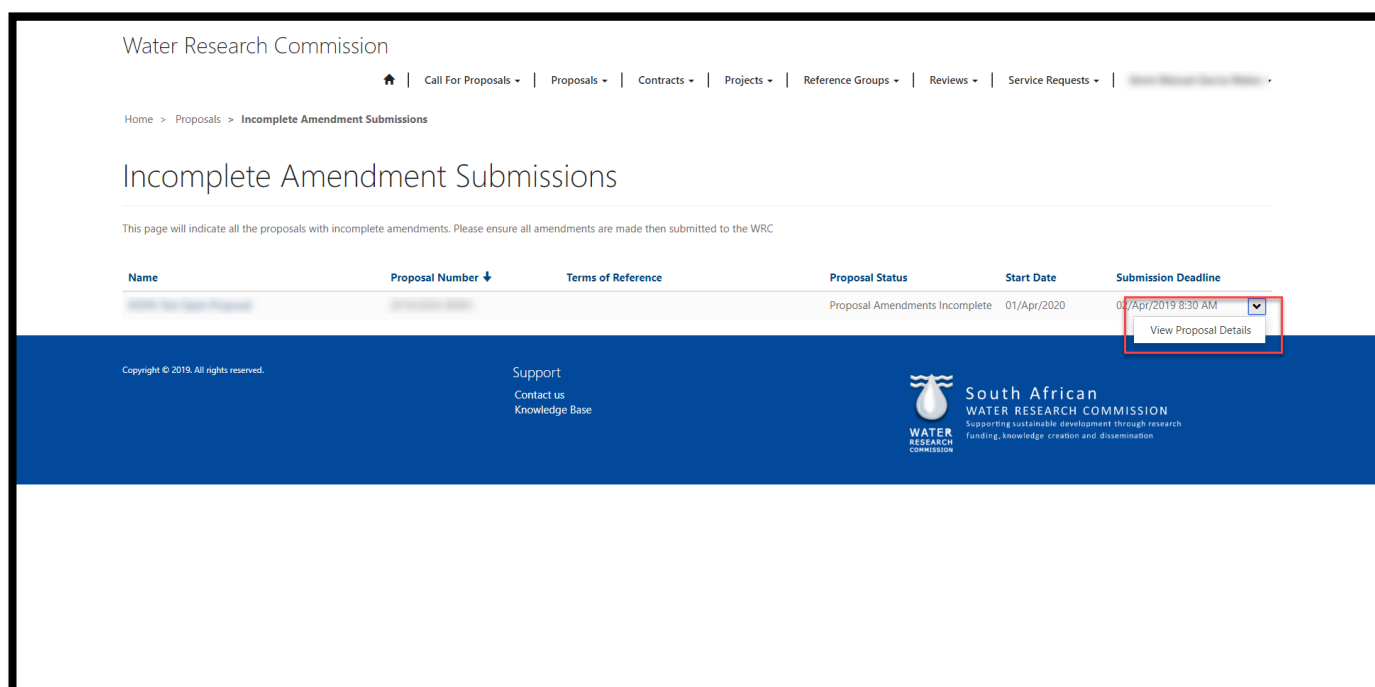 Water Research Commission
Call For Proposals | Proposals | Contracts | Projects | Reference Groups | Reviews | Service Requests |
Home > Proposals > Incomplete Amendment Submissions
Incomplete Amendment Submissions
This page will indicate all the proposals with incomplete amendments. Please ensure all amendments are made then submitted to the WRC
Name Proposal Number Terms of Reference Proposal Status Start Date Submission Deadline
Proposal Amendments Incomplete 01/Apr/2020 02/Apr/2019 8:30 AM
View Proposal Details
Copyright © 2019. All rights reserved.
Support
Contact us
Knowledge Base
WATER
RESEARCH
COMMISSION
South African
WATER RESEARCH COMMISSION
Supporting sustainable development through research
funding, knowledge creation and dissemination